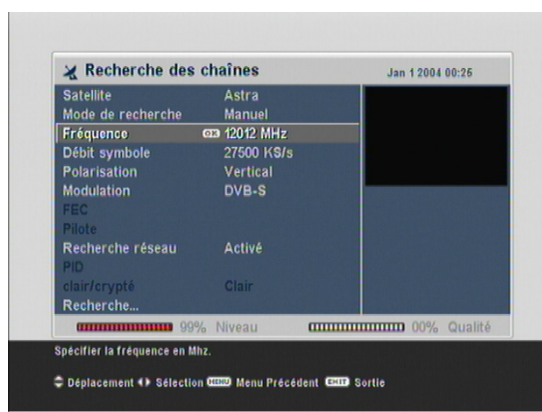 Recherche des chaînes Jan 1 2004 00:25
Satellite Astra
Mode de recherche Manuel
Fréquence OK 12012 MHz
Débit symbole 27500 KS/s
Polarisation Vertical
Modulation DVB-S
FEC
Pilote
Recherche réseau Activé
PID
clair/crypté Clair
Recherche...
99% Niveau 00% Qualité
Spécifier la fréquence en Mhz.
Déplacement Sélection MENU Menu Précédent EXIT Sortie